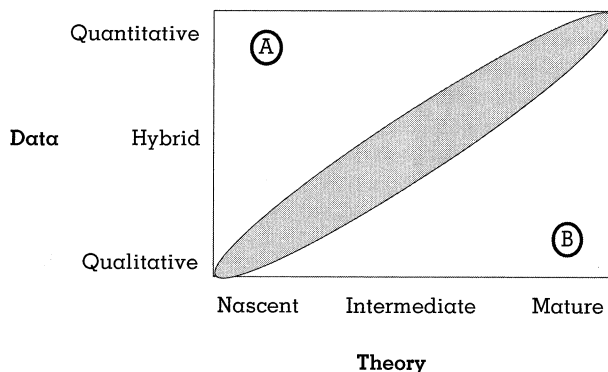 Quantitative
A
Data Hybrid
B
Qualitative
Nascent Intermediate Mature
Theory